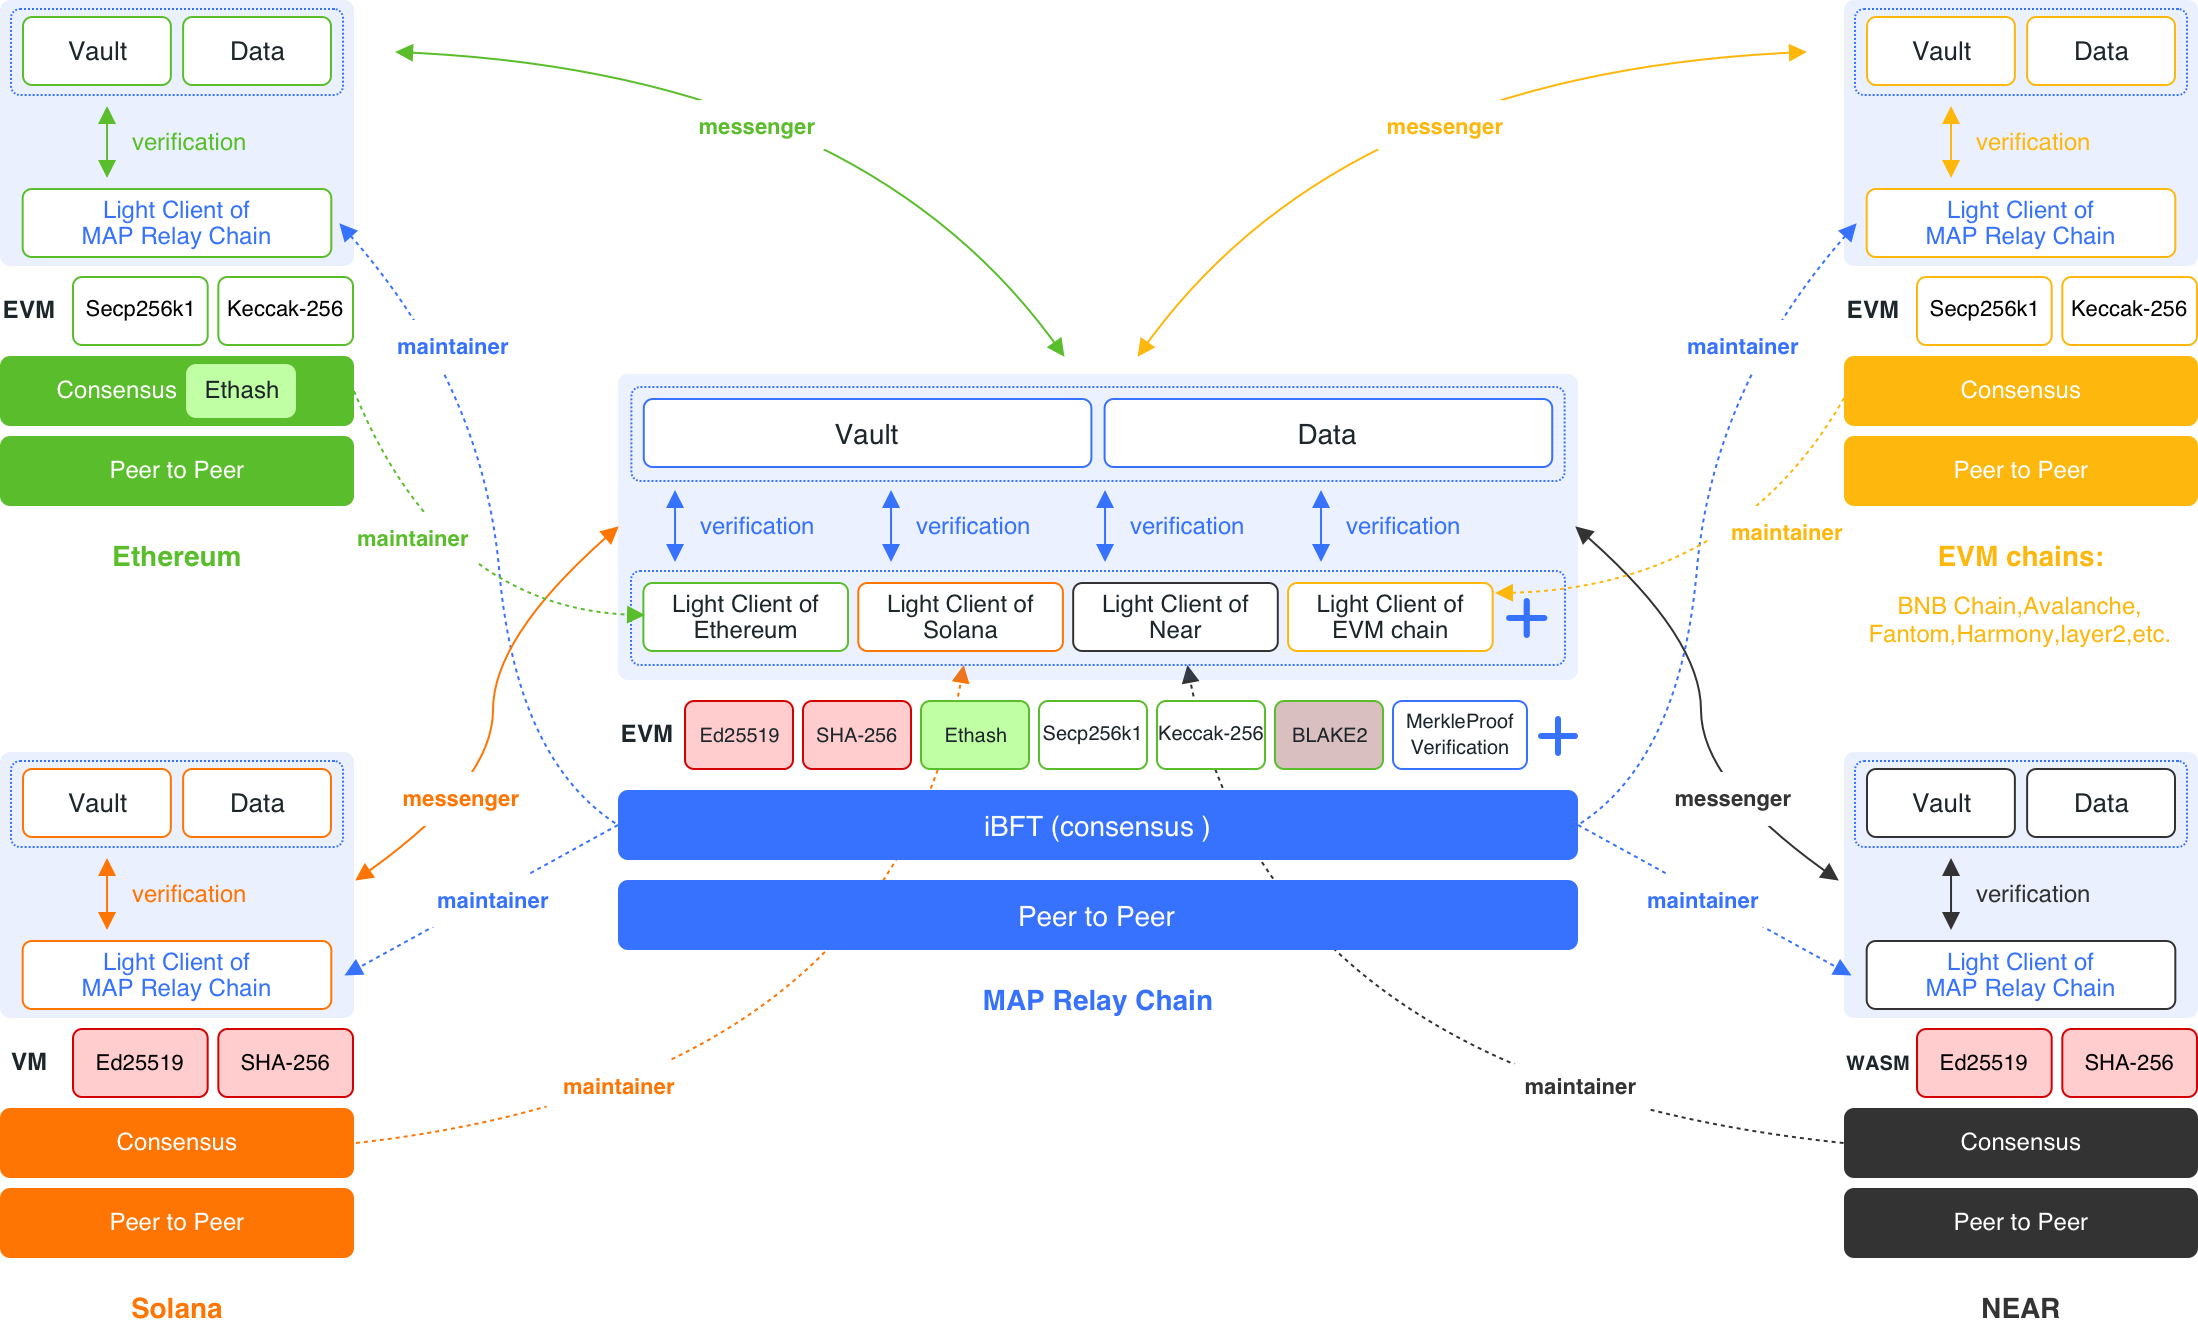 Vault
Data
verification
Light Client of
MAP Relay Chain
EVM
Secp256k1
Keccak-256
Consensus
Ethash
Peer to Peer
Ethereum
messenger
messenger
maintainer
maintainer
maintainer
maintainer
Vault
Data
verification
Light Client of
MAP Relay Chain
EVM
Secp256k1
Keccak-256
Consensus
Peer to Peer
EVM chains:
BNB Chain,Avalanche,
Fantom,Harmony,layer2,etc.
Vault
Data
verification
verification
verification
verification
Light Client of
Ethereum
Light Client of
Solana
Light Client of
Near
Light Client of
EVM chain
EVM
Ed25519
SHA-256
Ethash
Secp256k1
Keccak-256
BLAKE2
MerkleProof
Verification
iBFT (consensus )
Peer to Peer
MAP Relay Chain
messenger
messenger
maintainer
maintainer
maintainer
maintainer
Vault
Data
verification
Light Client of
MAP Relay Chain
VM
Ed25519
SHA-256
Consensus
Peer to Peer
Solana
Vault
Data
verification
Light Client of
MAP Relay Chain
WASM
Ed25519
SHA-256
Consensus
Peer to Peer
NEAR